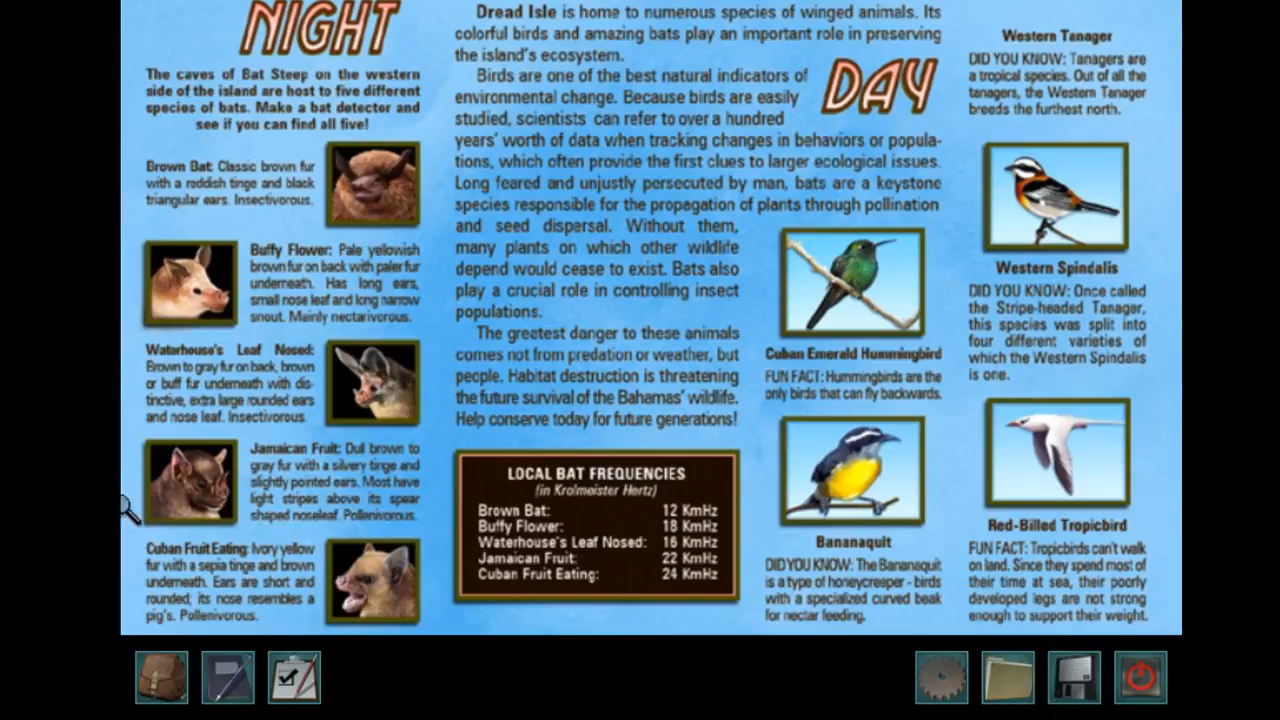 NIGHT
The caves of Bat Steep on the western
side of the island are host to five different
species of bats. Make a bat detector and
see if you can find all five!
Brown Bat: Classic brown fur
with a reddish tinge and black
triangular ears. Insectivorous.
Buffy Flower: Pale yellowish
brown fur on back with paler fur
underneath. Has long ears,
small nose leaf and long narrow
snout. Mainly nectarivorous.
Waterhouse's Leaf Nosed:
Brown to gray fur on back, brown
or buff fur underneath with dis-
tinctive, extra large rounded ears
and nose leaf. Insectivorous.
Jamaican Fruit: Dull brown to
gray fur with a silvery tinge and
slightly pointed ears. Most have
light stripes above its spear
shaped noseleaf. Pollenivorous.
Cuban Fruit Eating: Ivory yellow
fur with a sepia tinge and brown
underneath. Ears are short and
rounded; its nose resembles a
pig's. Pollenivorous.
Dread Isle is home to numerous species of winged animals. Its
colorful birds and amazing bats play an important role in preserving
the island's ecosystem.
DAY
Birds are one of the best natural indicators of
environmental change. Because birds are easily
studied, scientists can refer to over a hundred
years' worth of data when tracking changes in behaviors or popula-
tions, which often provide the first clues to larger ecological issues.
Long feared and unjustly persecuted by man, bats are a keystone
species responsible for the propagation of plants through pollination
and seed dispersal. Without them,
many plants on which other wildlife
depend would cease to exist. Bats also
play a crucial role in controlling insect
populations.
The greatest danger to these animals
comes not from predation or weather, but
people. Habitat destruction is threatening
the future survival of the Bahamas' wildlife.
Help conserve today for future generations!
LOCAL BAT FREQUENCIES
(in Krolmeister Hertz)
Brown Bat: 12 KmHz
Buffy Flower: 18 KmHz
Waterhouse's Leaf Nosed: 16 KmHz
Jamaican Fruit: 22 KmHz
Cuban Fruit Eating: 24 KmHz
Cuban Emerald Hummingbird
FUN FACT: Hummingbirds are the
only birds that can fly backwards.
Bananaquit
DID YOU KNOW: The Bananaquit
is a type of honeycreeper - birds
with a specialized curved beak
for nectar feeding.
Western Tanager
DID YOU KNOW: Tanagers are
a tropical species. Out of all the
tanagers, the Western Tanager
breeds the furthest north.
Western Spindalis
DID YOU KNOW: Once called
the Stripe-headed Tanager,
this species was split into
four different varieties of
which the Western Spindalis
is one.
Red-Billed Tropicbird
FUN FACT: Tropicbirds can't walk
on land. Since they spend most of
their time at sea, their poorly
developed legs are not strong
enough to support their weight.